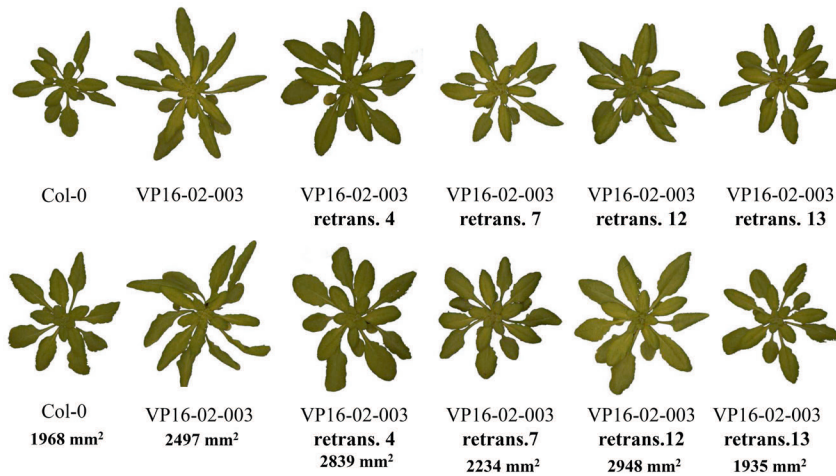 Col-0 VP16-02-003 VP16-02-003 VP16-02-003 VP16-02-003 VP16-02-003
retrans. 4 retrans. 7 retrans. 12 retrans. 13
Col-0 VP16-02-003 VP16-02-003 VP16-02-003 VP16-02-003 VP16-02-003
1968 mm² 2497 mm² retrans. 4 retrans.7 retrans.12 retrans.13
2839 mm² 2234 mm² 2948 mm² 1935 mm²